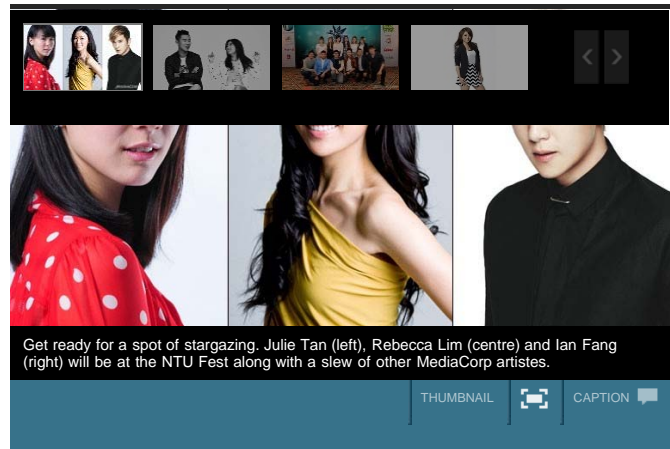 Get ready for a spot of stargazing. Julie Tan (left), Rebecca Lim (centre) and Ian Fang
(right) will be at the NTU Fest along with a slew of other MediaCorp artistes.
THUMBNAIL
CAPTION